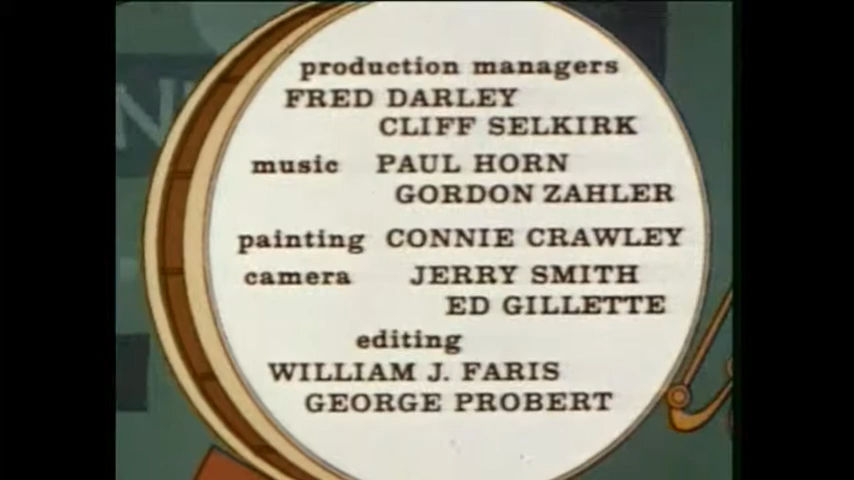 production managers
FRED DARLEY
CLIFF SELKIRK
music PAUL HORN
GORDON ZAHLER
painting CONNIE CRAWLEY
camera JERRY SMITH
ED GILLETTE
editing
WILLIAM J. FARIS
GEORGE PROBERT